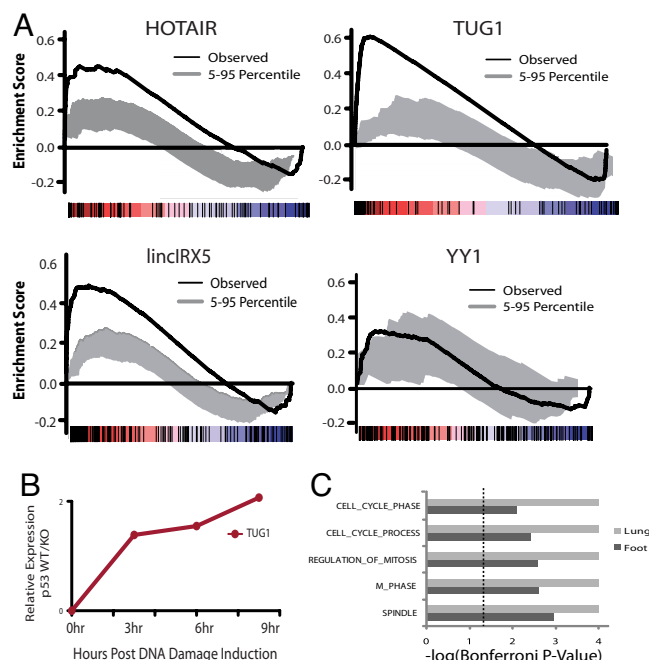 A
HOTAIR
0.6
0.4
0.2
0.0
-0.2
Enrichment Score
Observed
5-95 Percentile
TUG1
0.6
0.4
0.2
0.0
-0.2
Observed
5-95 Percentile
lincIRX5
0.6
0.4
0.2
0.0
-0.2
Enrichment Score
Observed
5-95 Percentile
YY1
0.6
0.4
0.2
0.0
-0.2
Observed
5-95 Percentile
B
Relative Expression
p53 WT/KO
2
0
TUG1
0hr 3hr 6hr 9hr
Hours Post DNA Damage Induction
C
CELL_CYCLE_PHASE
CELL_CYCLE_PROCESS
REGULATION_OF_MITOSIS
M_PHASE
SPINDLE
Lung
Foot
0 1 2 3 4
-log(Bonferroni P-Value)